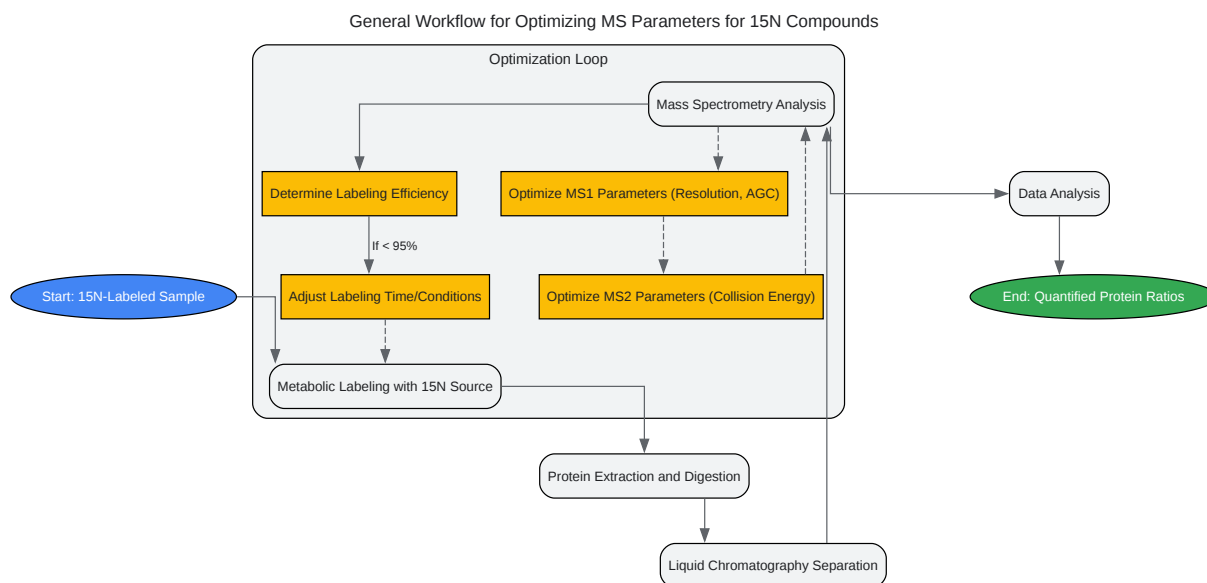 General Workflow for Optimizing MS Parameters for 15N Compounds
Optimization Loop
Mass Spectrometry Analysis
Determine Labeling Efficiency
Optimize MS1 Parameters (Resolution, AGC)
Data Analysis
If < 95%
Start: 15N-Labeled Sample
Adjust Labeling Time/Conditions
Optimize MS2 Parameters (Collision Energy)
End: Quantified Protein Ratios
Metabolic Labeling with 15N Source
Protein Extraction and Digestion
Liquid Chromatography Separation